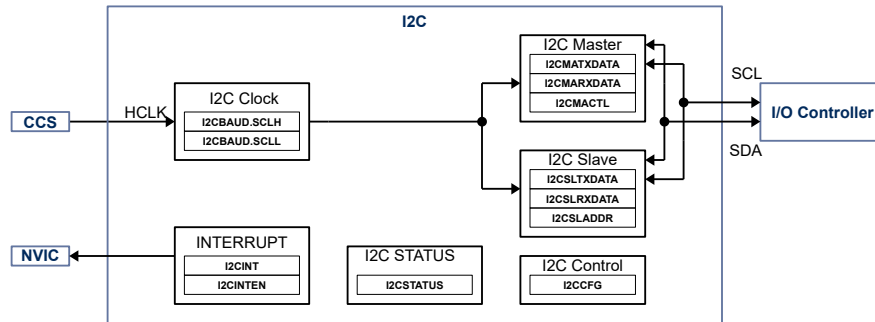 I2C
CCS
HCLK
I2C Clock
I2CBAUD.SCLH
I2CBAUD.SCLL
I2C Master
I2CMATXDATA
I2CMARXDATA
I2CMACTL
SCL
I/O Controller
SDA
I2C Slave
I2CSLTXDATA
I2CSLRXDATA
I2CSLADDR
NVIC
INTERRUPT
I2CINT
I2CINTEN
I2C STATUS
I2CSTATUS
I2C Control
I2CCFG